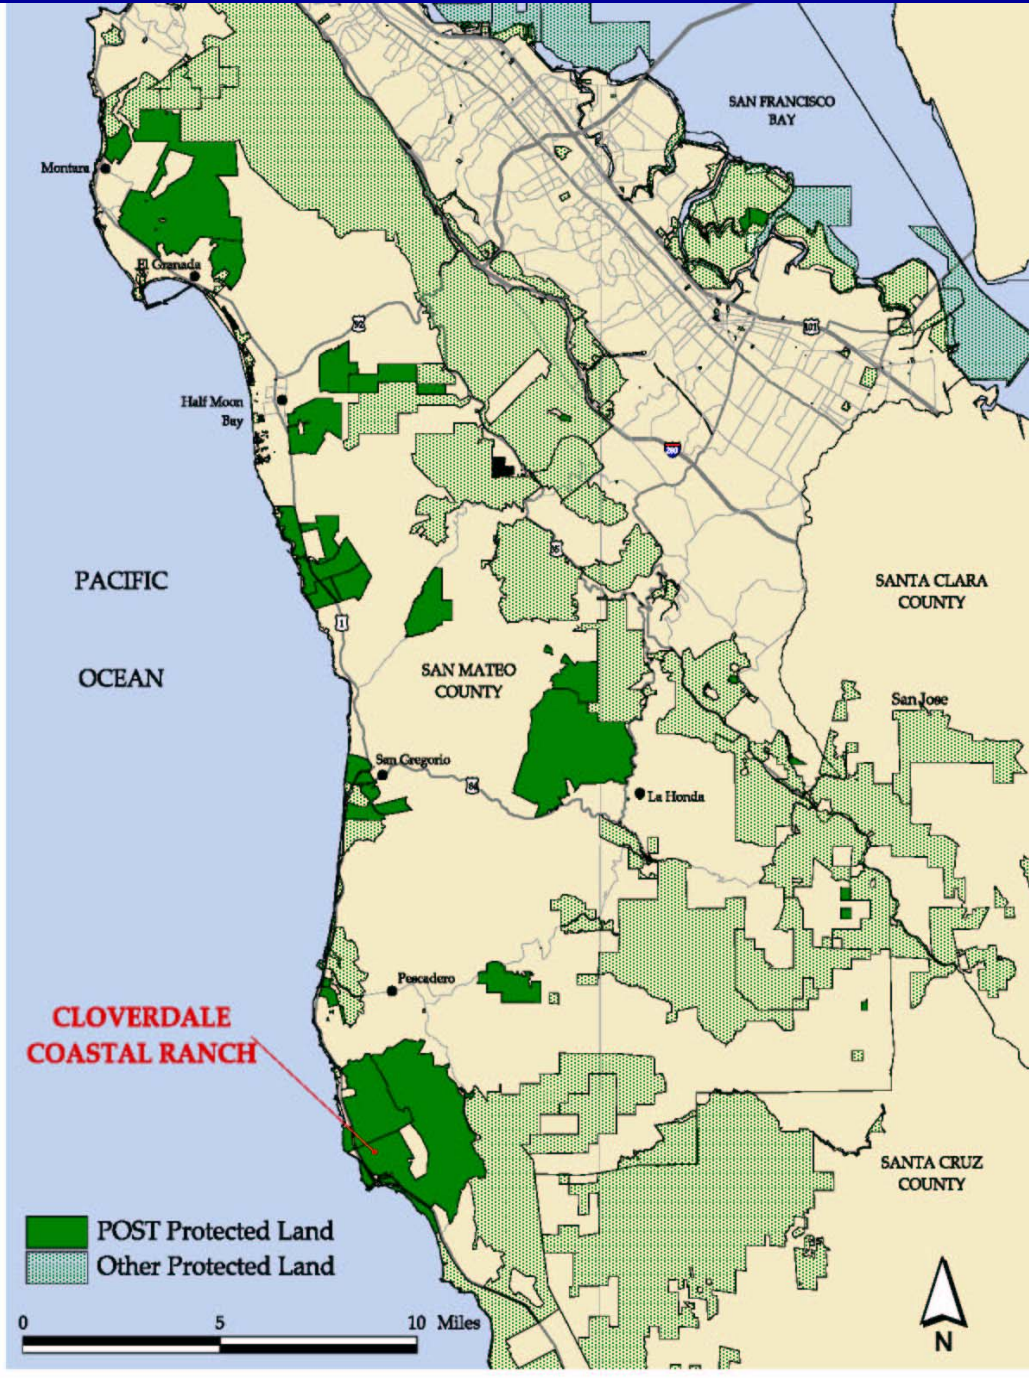 SAN FRANCISCO
BAY
Montara
El Granada
92
101
Half Moon
Bay
280
35
PACIFIC
OCEAN
SANTA CLARA
COUNTY
1
SAN MATEO
COUNTY
San Jose
San Gregorio
84
La Honda
Pescadero
CLOVERDALE
COASTAL RANCH
SANTA CRUZ
COUNTY
POST Protected Land
Other Protected Land
0 5 10 Miles
N